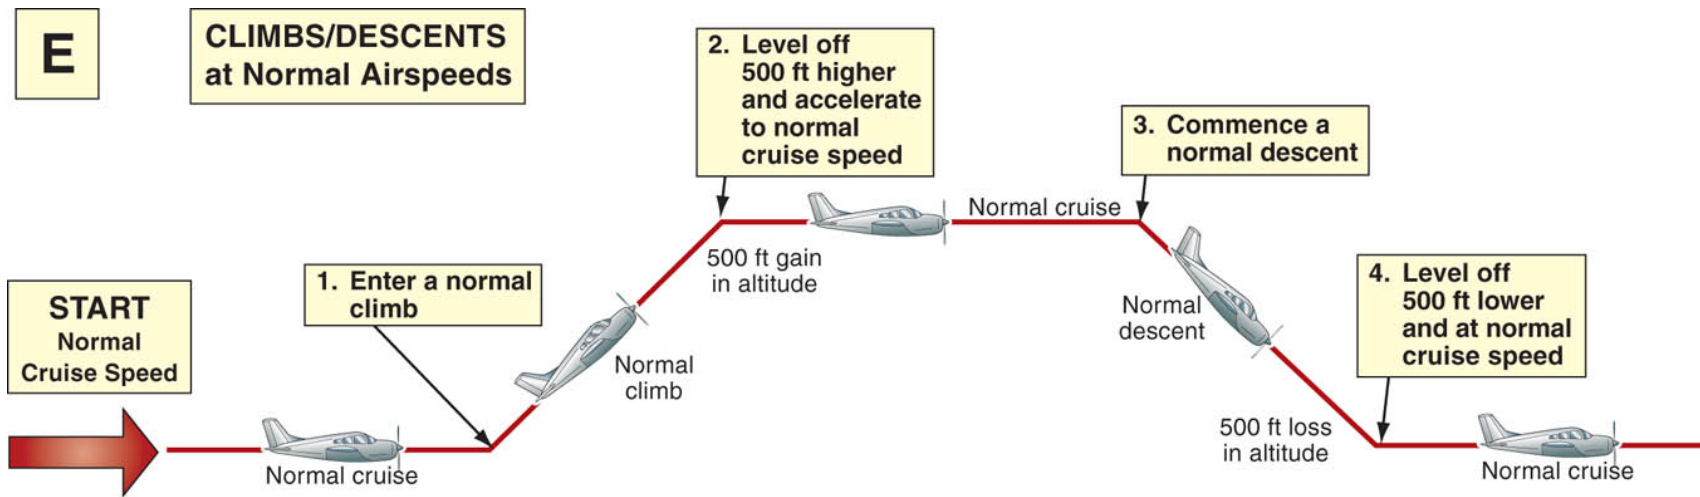 E
CLIMBS/DESCENTS
at Normal Airspeeds
START
Normal
Cruise Speed
Normal cruise
1. Enter a normal
climb
Normal
climb
2. Level off
500 ft higher
and accelerate
to normal
cruise speed
500 ft gain
in altitude
Normal cruise
3. Commence a
normal descent
Normal
descent
500 ft loss
in altitude
4. Level off
500 ft lower
and at normal
cruise speed
Normal cruise